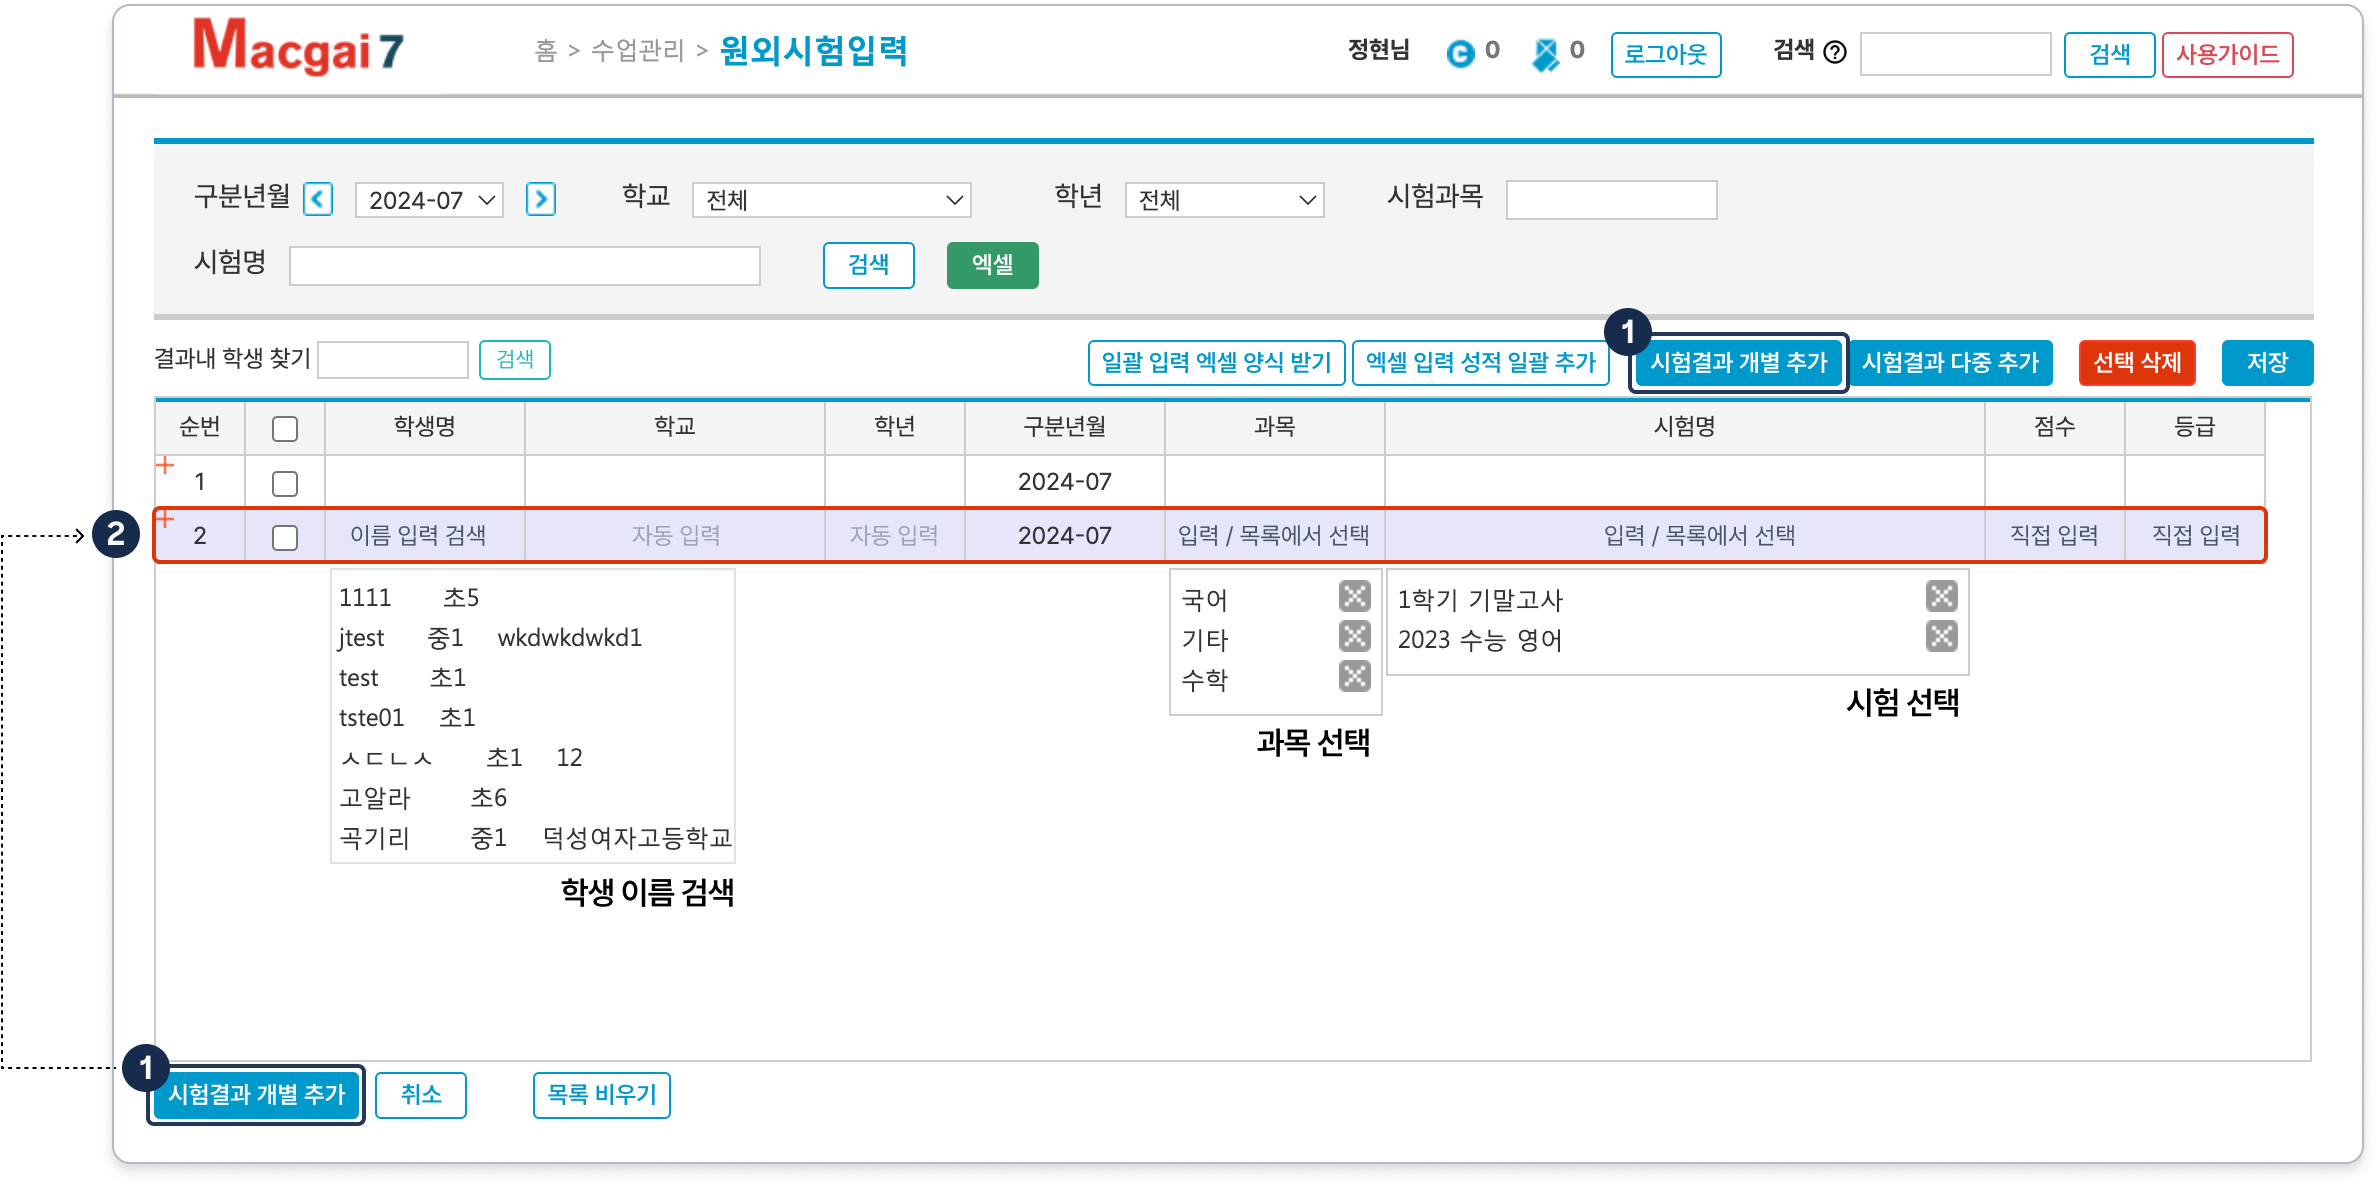 Macgai 7 홈 > 수업관리 > 원외시험입력 정현님 0 0 로그아웃 검색 ? 검색 사용가이드
구분년월 2024-07 학교 전체 학년 전체 시험과목
시험명 검색 엑셀
결과내 학생 찾기 검색 일괄 입력 엑셀 양식 받기 엑셀 입력 성적 일괄 추가 1 시험결과 개별 추가 시험결과 다중 추가 선택 삭제 저장
순번 학생명 학교 학년 구분년월 과목 시험명 점수 등급
1 2024-07
2 2 이름 입력 검색 자동 입력 자동 입력 2024-07 입력 / 목록에서 선택 입력 / 목록에서 선택 직접 입력 직접 입력
1111 초5
jtest 중1 wkdwkdwkd1
test 초1
tste01 초1
ㅅㄷㄴㅅ 초1 12
고알라 초6
곡기리 중1 덕성여자고등학교
학생 이름 검색
국어
기타
수학
과목 선택
1학기 기말고사
2023 수능 영어
시험 선택
1 시험결과 개별 추가 취소 목록 비우기